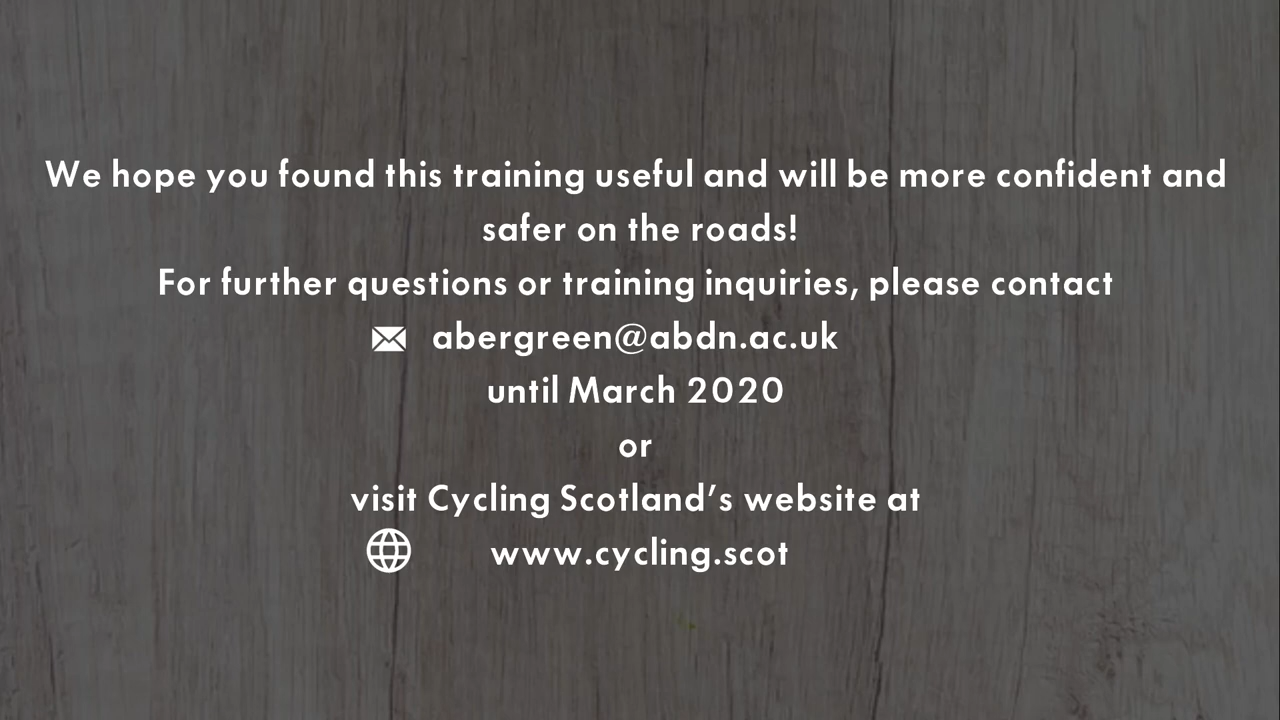 We hope you found this training useful and will be more confident and
safer on the roads!
For further questions or training inquiries, please contact
abergreen@abdn.ac.uk
until March 2020
or
visit Cycling Scotland’s website at
www.cycling.scot